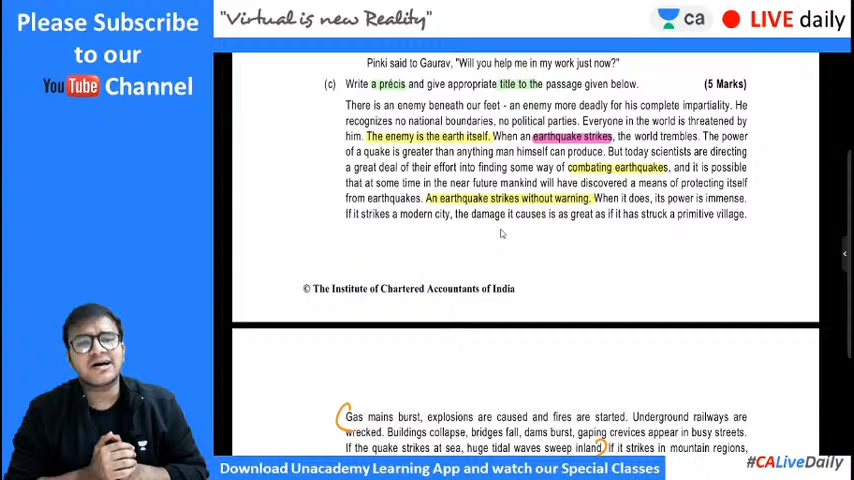 Please Subscribe
to our
YouTube Channel
"Virtual is new Reality"
ca LIVE daily
Pinki said to Gaurav, "Will you help me in my work just now?"
(c) Write a précis and give appropriate title to the passage given below. (5 Marks)
There is an enemy beneath our feet - an enemy more deadly for his complete impartiality. He
recognizes no national boundaries, no political parties. Everyone in the world is threatened by
him. The enemy is the earth itself. When an earthquake strikes, the world trembles. The power
of a quake is greater than anything man himself can produce. But today scientists are directing
a great deal of their effort into finding some way of combating earthquakes, and it is possible
that at some time in the near future mankind will have discovered a means of protecting itself
from earthquakes. An earthquake strikes without warning. When it does, its power is immense.
If it strikes a modern city, the damage it causes is as great as if it has struck a primitive village.
© The Institute of Chartered Accountants of India
Gas mains burst, explosions are caused and fires are started. Underground railways are
wrecked. Buildings collapse, bridges fall, dams burst, gaping crevices appear in busy streets.
If the quake strikes at sea, huge tidal waves sweep inland. If it strikes in mountain regions,
Download Unacademy Learning App and watch our Special Classes
#CALiveDaily